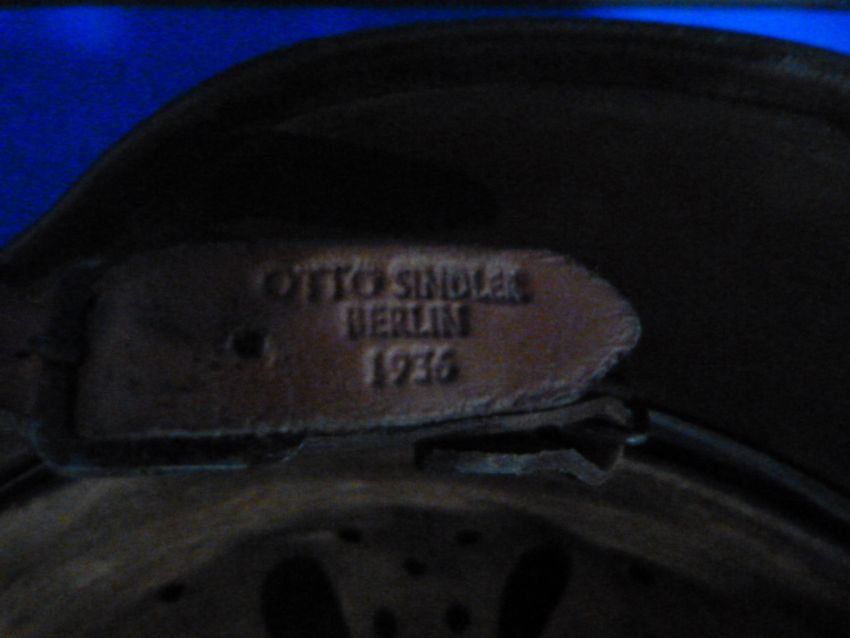 OTTO SINDLER
BERLIN
1936